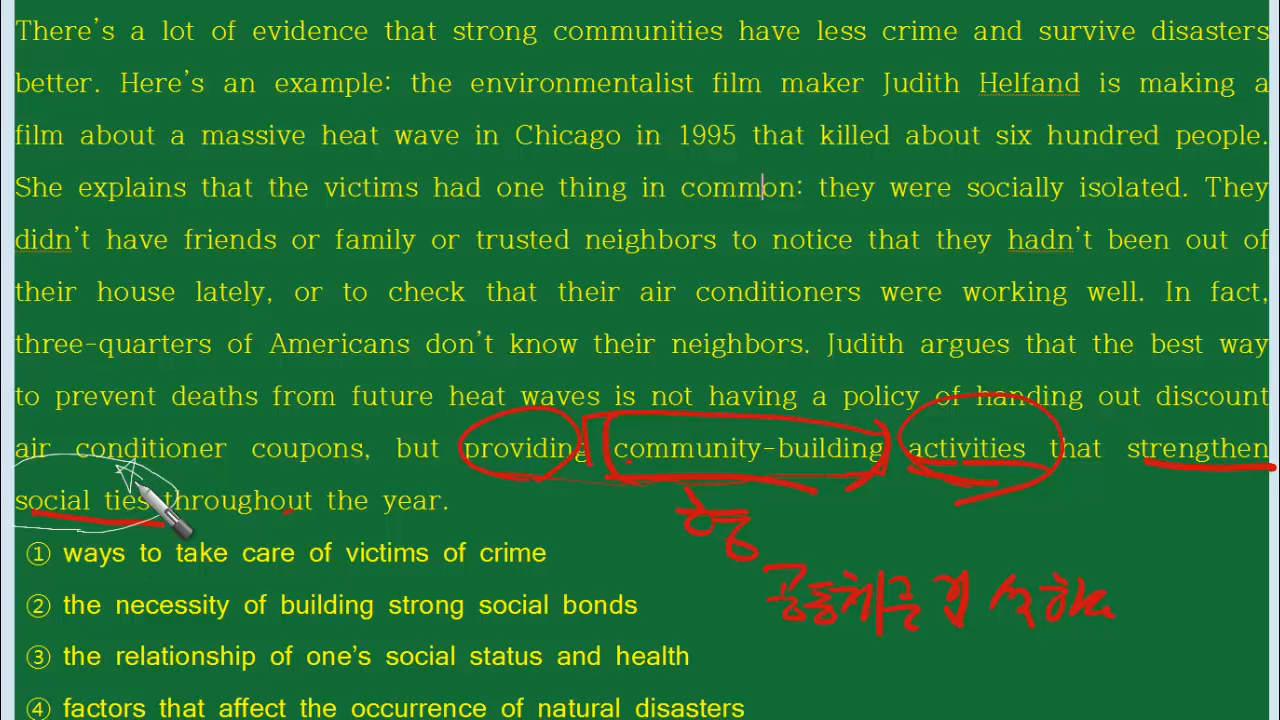 There's a lot of evidence that strong communities have less crime and survive disasters
better. Here's an example: the environmentalist film maker Judith Helfand is making a
film about a massive heat wave in Chicago in 1995 that killed about six hundred people.
She explains that the victims had one thing in common: they were socially isolated. They
didn't have friends or family or trusted neighbors to notice that they hadn't been out of
their house lately, or to check that their air conditioners were working well. In fact,
three-quarters of Americans don't know their neighbors. Judith argues that the best way
to prevent deaths from future heat waves is not having a policy of handing out discount
air conditioner coupons, but providing community-building activities that strengthen
social ties throughout the year.
① ways to take care of victims of crime
② the necessity of building strong social bonds
공동체를
③ the relationship of one's social status and health
④ factors that affect the occurrence of natural disasters